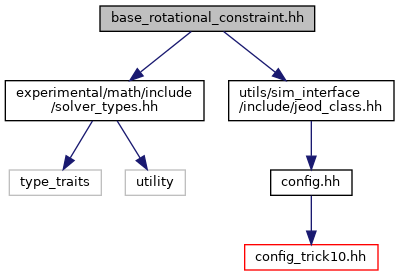 base_rotational_constraint.hh
experimental/math/include
/solver_types.hh
utils/sim_interface
/include/jeod_class.hh
type_traits
utility
config.hh
config_trick10.hh